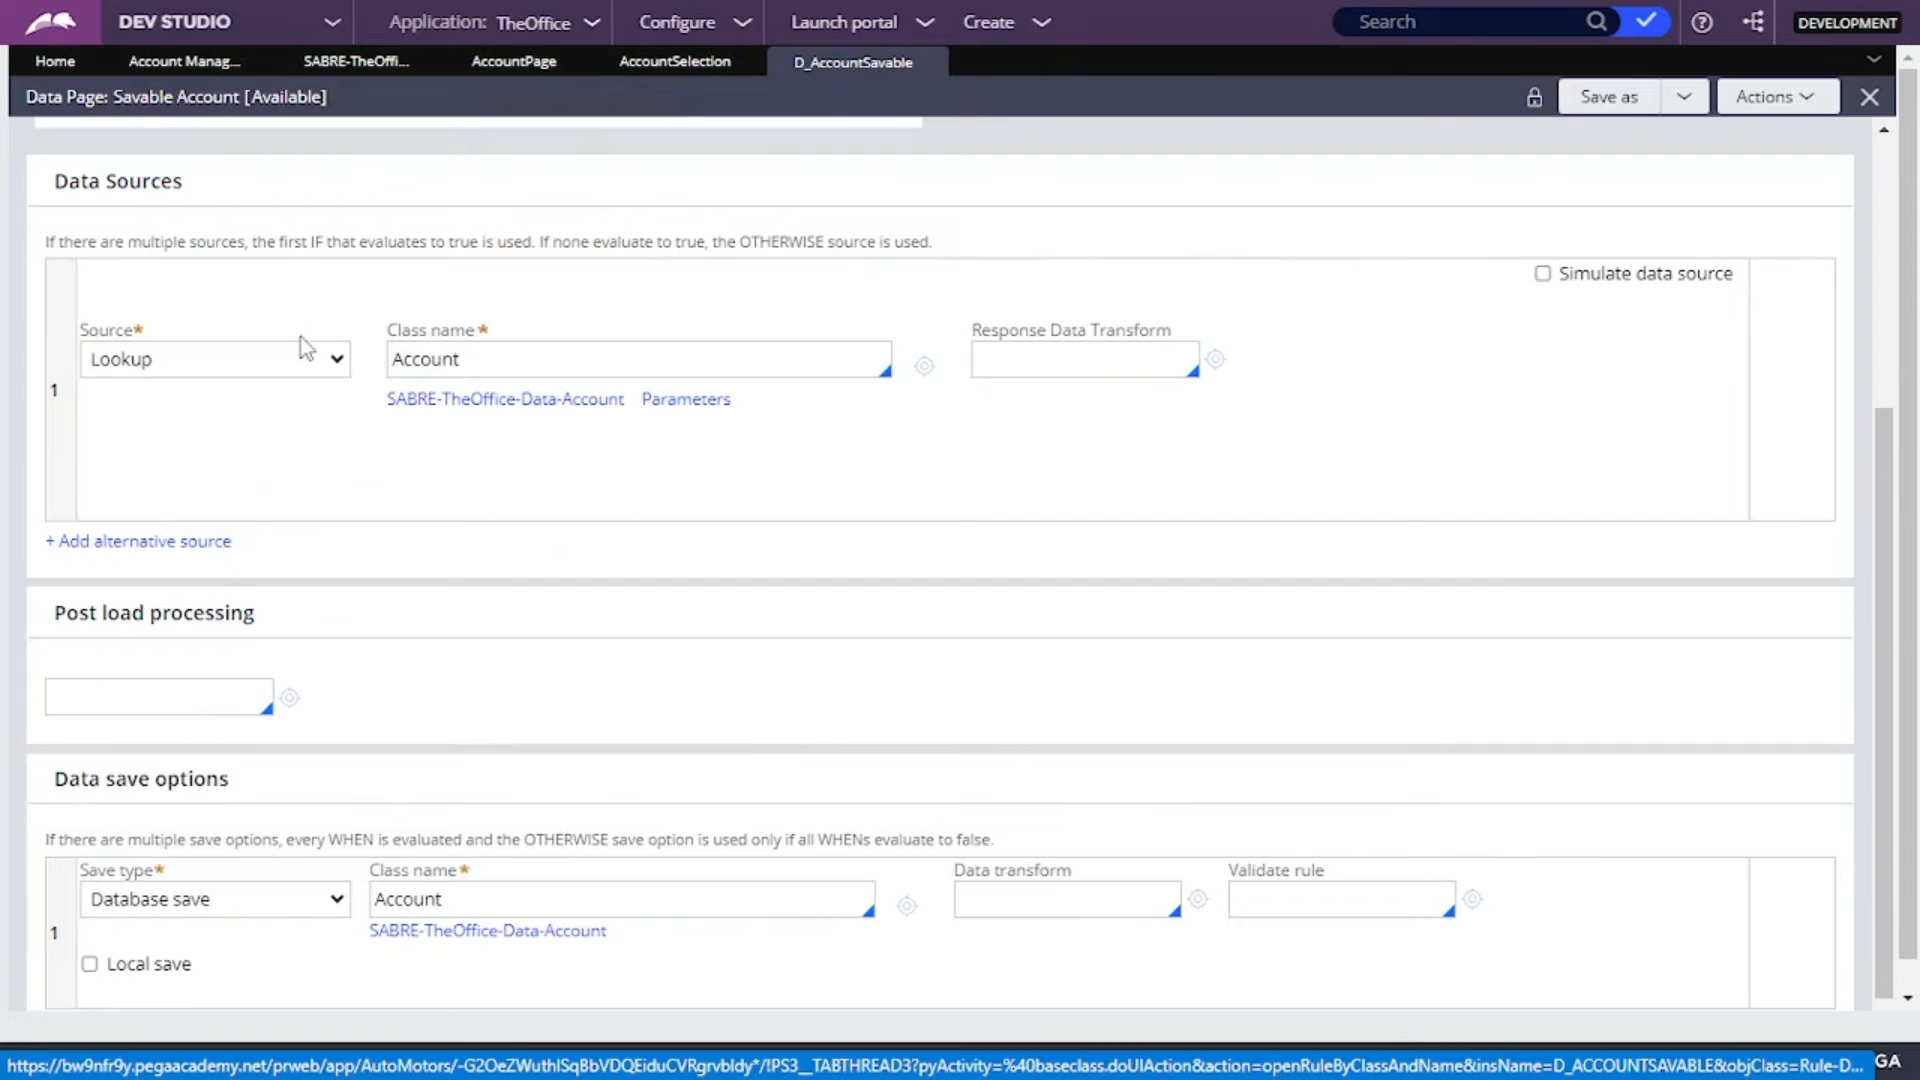 DEV STUDIO Application: TheOffice Configure Launch portal Create Search DEVELOPMENT
Home Account Manag... SABRE-TheOffi... AccountPage AccountSelection D_AccountSavable
Data Page: Savable Account [Available] Save as Actions
Data Sources
If there are multiple sources, the first IF that evaluates to true is used. If none evaluate to true, the OTHERWISE source is used.
Simulate data source
Source* Class name * Response Data Transform
1 Lookup Account
SABRE-TheOffice-Data-Account Parameters
+ Add alternative source
Post load processing
Data save options
If there are multiple save options, every WHEN is evaluated and the OTHERWISE save option is used only if all WHENs evaluate to false.
Save type* Class name* Data transform Validate rule
Database save Account
1 SABRE-TheOffice-Data-Account
Local save
https://bw9nfr9y.pegaacademy.net/prweb/app/AutoMotors/-G2OeZWuthISqBbVDQEiduCVRgrvbldy*/!PS3__TABTHREAD3?pyActivity=%40baseclass.doUIAction&action=openRuleByClassAndName&insName=D_ACCOUNTSAVABLE&objClass=Rule-D... GA